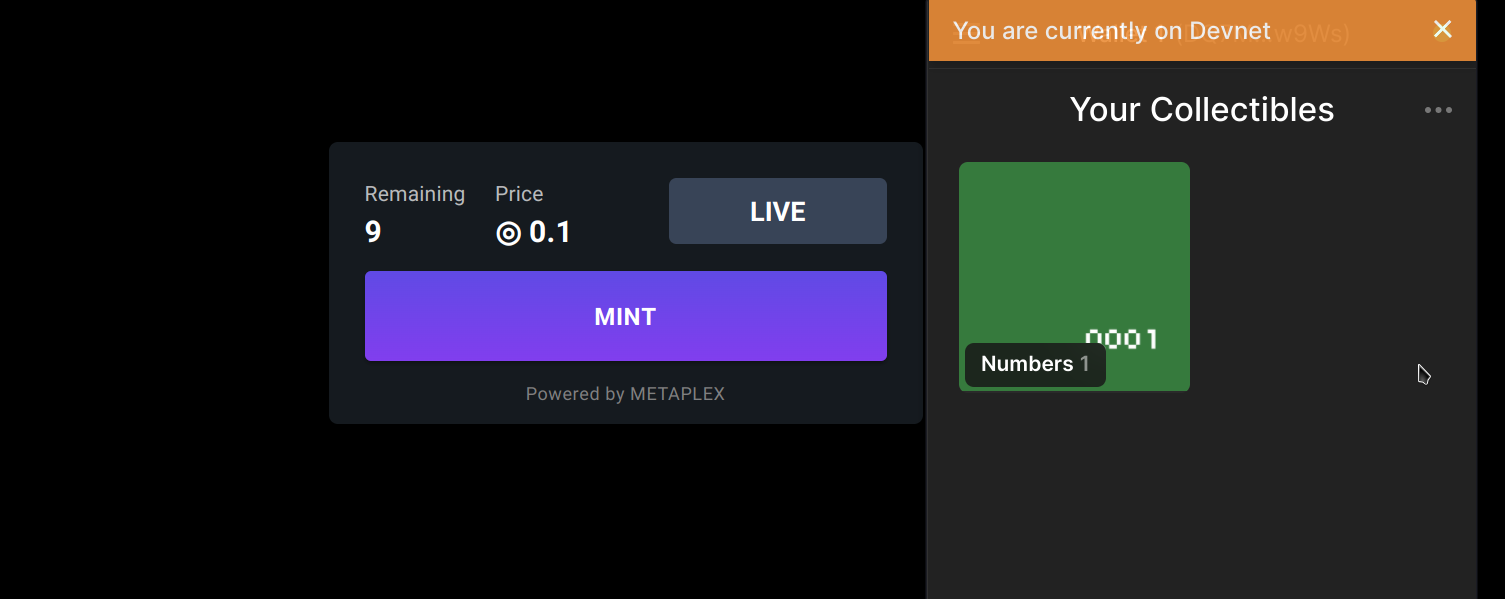 Remaining
9
Price
◎ 0.1
LIVE
MINT
Powered by METAPLEX
You are currently on Devnet
w9Ws)
Your Collectibles
0001
Numbers 1